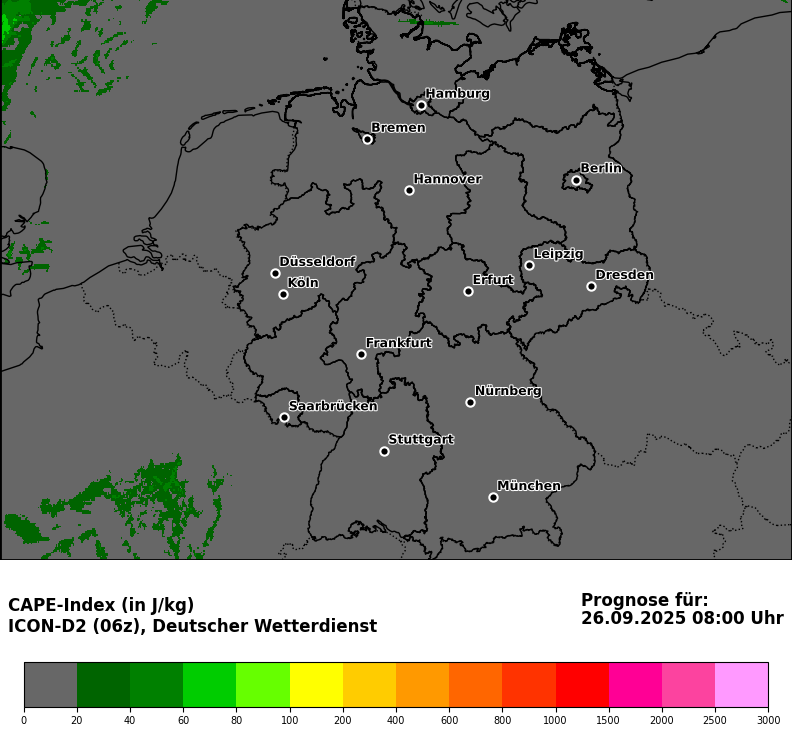 Hamburg
Bremen
Berlin
Hannover
Leipzig
Düsseldorf
Dresden
Erfurt
Köln
Frankfurt
Nürnberg
Saarbrücken
Stuttgart
München
CAPE-Index (in J/kg)
ICON-D2 (06z), Deutscher Wetterdienst
Prognose für:
26.09.2025 08:00 Uhr
0 20 40 60 80 100 200 400 600 800 1000 1500 2000 2500 3000